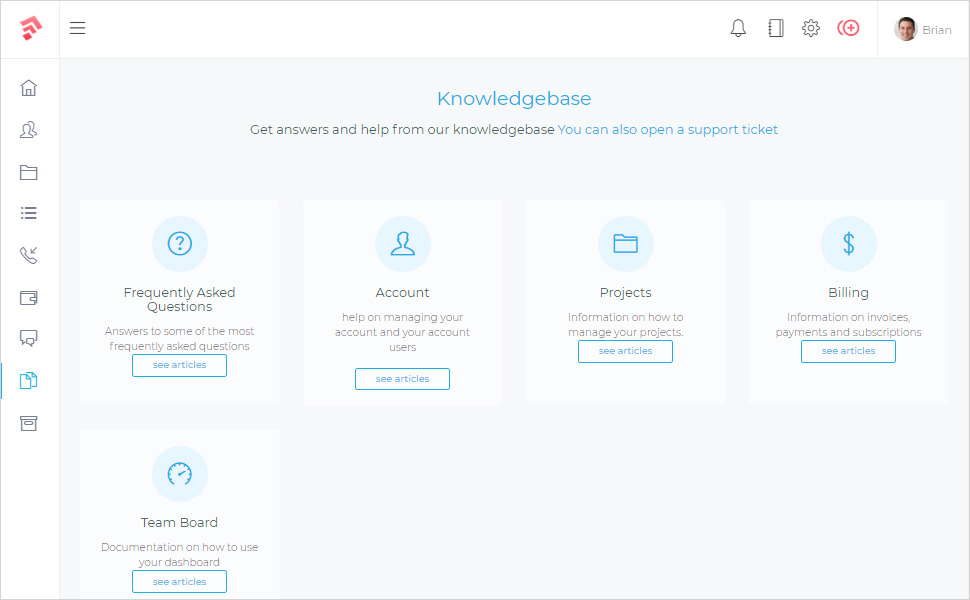 Brian
Knowledgebase
Get answers and help from our knowledgebase You can also open a support ticket
Frequently Asked
Questions
Answers to some of the most
frequently asked questions
see articles
Account
help on managing your
account and your account
users
see articles
Projects
Information on how to
manage your projects.
see articles
Billing
Information on invoices,
payments and subscriptions
see articles
Team Board
Documentation on how to use
your dashboard
see articles